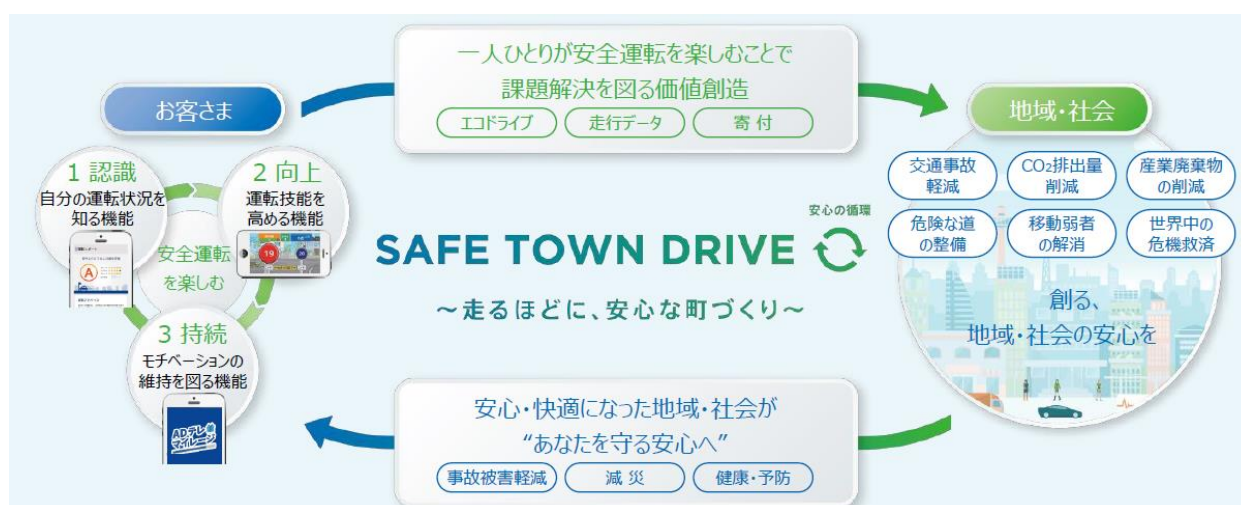 一人ひとりが安全運転を楽しむことで
課題解決を図る価値創造
エコドライブ
走行データ
寄付
お客さま
1 認識
自分の運転状況を
知る機能
2 向上
運転技能を
高める機能
安全運転
を楽しむ
A
19
3 持続
モチベーションの
維持を図る機能
ADテレ
マイレージ
安心の循環
SAFE TOWN DRIVE
～走るほどに、安心な町づくり～
地域・社会
交通事故
軽減
CO2排出量
削減
産業廃棄物
の削減
危険な道
の整備
移動弱者
の解消
世界中の
危機救済
創る、
地域・社会の安心を
安心・快適になった地域・社会が
“あなたを守る安心へ”
事故被害軽減
減災
健康・予防